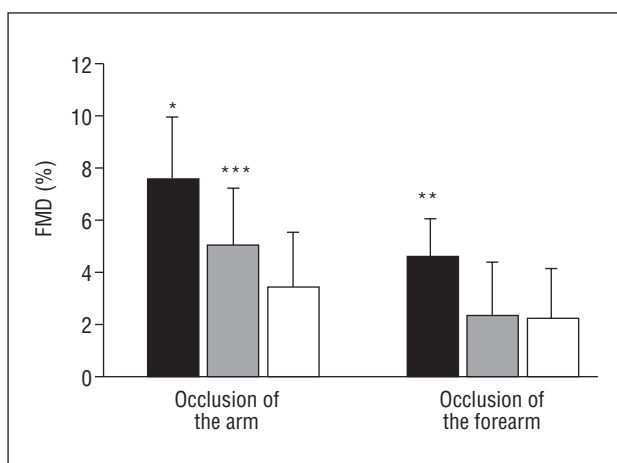 FMD (%)
12
10
8
6
4
2
0
*
***
**
Occlusion of
the arm
Occlusion of
the forearm